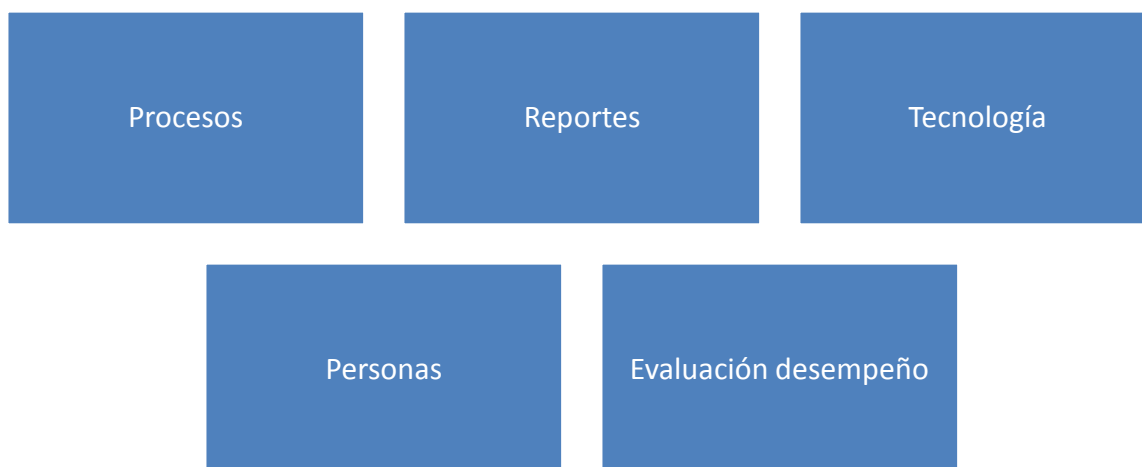 Procesos
Reportes
Tecnología
Personas
Evaluación desempeño